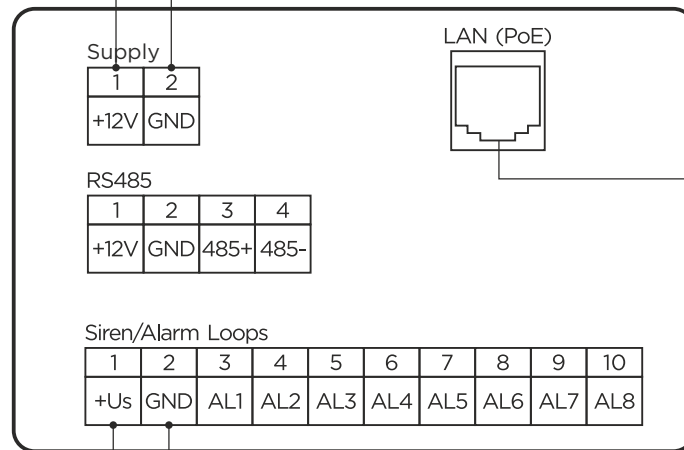 Supply
1 2
+12V GND
LAN (PoE)
RS485
1 2 3 4
+12V GND 485+ 485-
Siren/Alarm Loops
1 2 3 4 5 6 7 8 9 10
+Us GND AL1 AL2 AL3 AL4 AL5 AL6 AL7 AL8